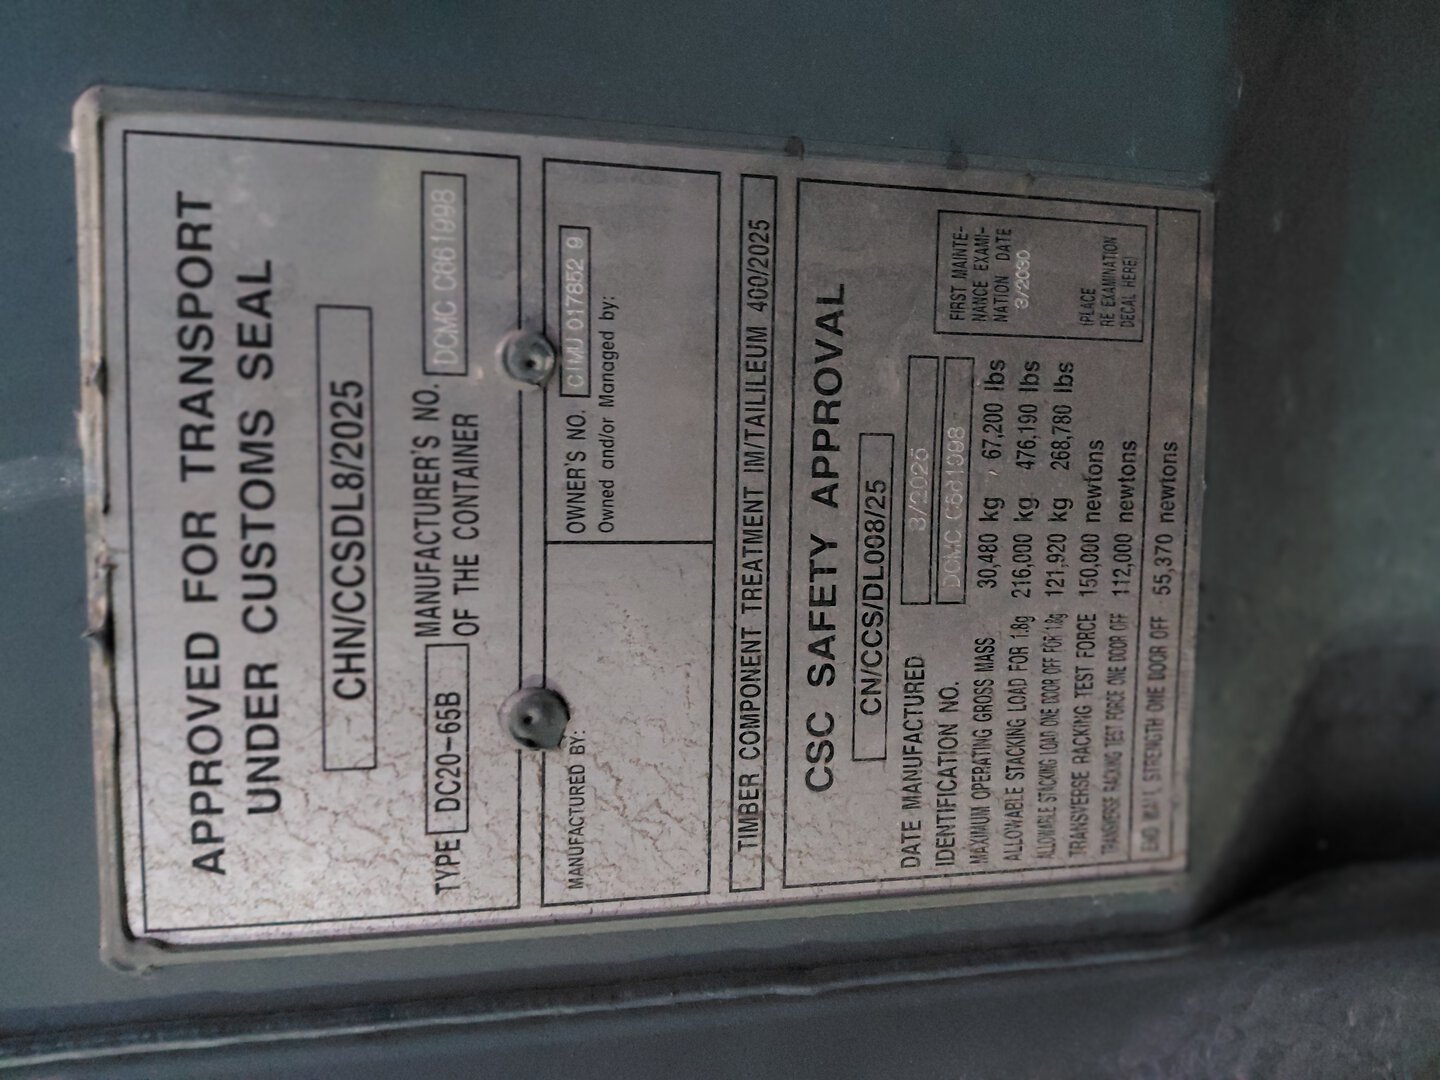 APPROVED FOR TRANSPORT
UNDER CUSTOMS SEAL
CHN/CCSDL8/2025
TYPE DC20-65B MANUFACTURER'S NO.
OF THE CONTAINER
DCMC C661998
MANUFACTURED BY:
OWNER'S NO. CIMU 017852 9
Owned and/or Managed by:
TIMBER COMPONENT TREATMENT IM/TAILILEUM 400/2025
CSC SAFETY APPROVAL
CN/CCS/DL008/25
DATE MANUFACTURED 3/2025
IDENTIFICATION NO. DCMC C661998
MAXIMUM OPERATING GROSS MASS 30,480 kg , 67,200 lbs
ALLOWABLE STACKING LOAD FOR 1.8g 216,000 kg 476,190 lbs
ALLOWABLE STACKING LOAD ONE DOOR OFF FOR 1.8g 121,920 kg 268,780 lbs
TRANSVERSE RACKING TEST FORCE 150,000 newtons
TRANSVERSE RACKING TEST FORCE ONE DOOR OFF 112,000 newtons
END WALL STRENGTH ONE DOOR OFF 55,370 newtons
FIRST MAINTE-
NANCE EXAMI-
NATION DATE
3/2030
(PLACE
RE EXAMINATION
DECAL HERE)